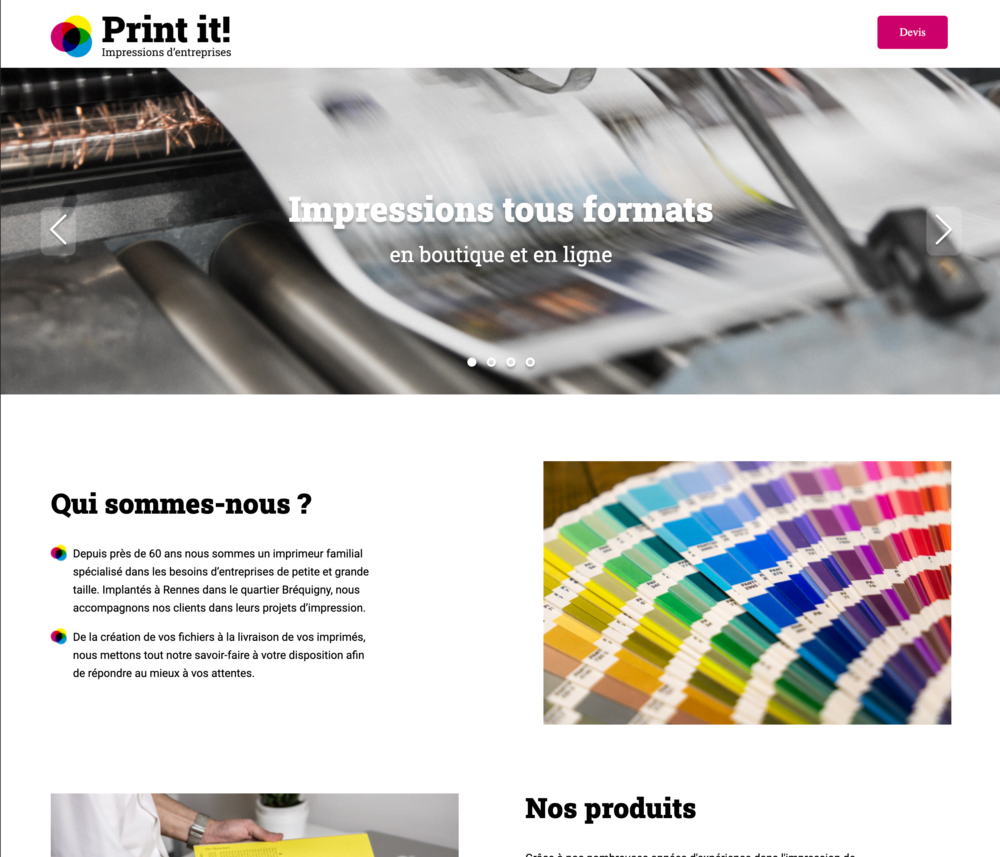 Print it!
Impressions d'entreprises
Devis
Impressions tous formats
en boutique et en ligne
Qui sommes-nous ?
Depuis près de 60 ans nous sommes un imprimeur familial
spécialisé dans les besoins d'entreprises de petite et grande
taille. Implantés à Rennes dans le quartier Bréquigny, nous
accompagnons nos clients dans leurs projets d'impression.
De la création de vos fichiers à la livraison de vos imprimés,
nous mettons tout notre savoir-faire à votre disposition afin
de répondre au mieux à vos attentes.
Nos produits